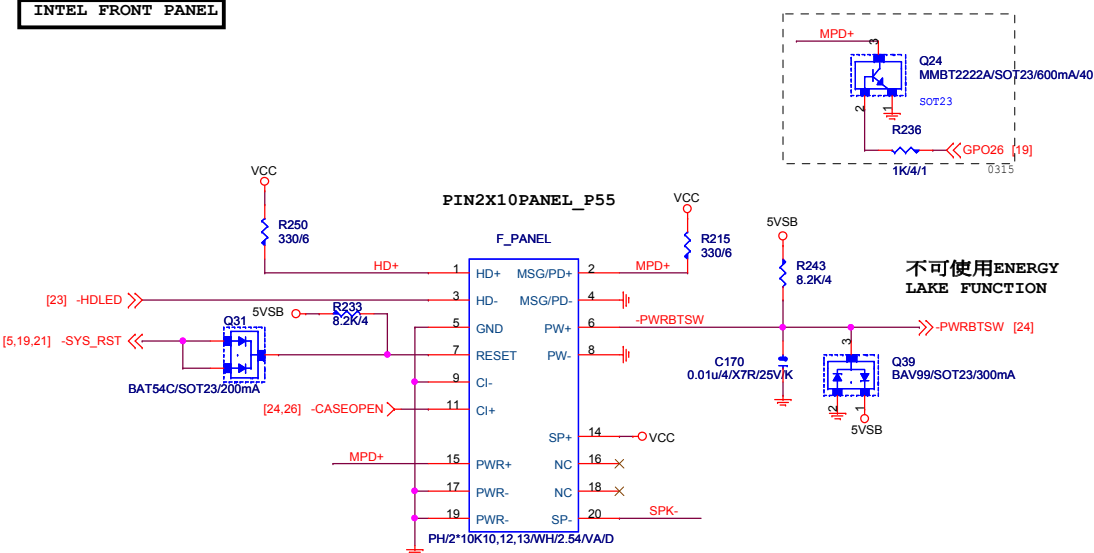 INTEL FRONT PANEL
MPD+
3
Q24
MMBT2222A/SOT23/600mA/40
SOT23
2
1
R236
GPO26 [19]
1K/4/1
0315
VCC
R250
330/6
PIN2X10PANEL_P55
F_PANEL
VCC
R215
330/6
5VSB
R243
8.2K/4
不可使用ENERGY
LAKE FUNCTION
HD+
1 HD+ MSG/PD+ 2
MPD+
[23] -HDLED
3 HD- MSG/PD- 4
5VSB
R233
8.2K/4
5 GND PW+ 6
-PWRBTSW
-PWRBTSW [24]
[5,19,21] -SYS_RST
Q31
BAT54C/SOT23/200mA
7 RESET PW- 8
C170
0.01u/4/X7R/25V/K
3
Q39
BAV99/SOT23/300mA
2
1
5VSB
9 CI-
[24,26] -CASEOPEN
11 CI+
SP+ 14
VCC
MPD+
15 PWR+ NC 16
17 PWR- NC 18
19 PWR- SP- 20
SPK-
PH/2*10K10,12,13/WH/2.54/VA/D